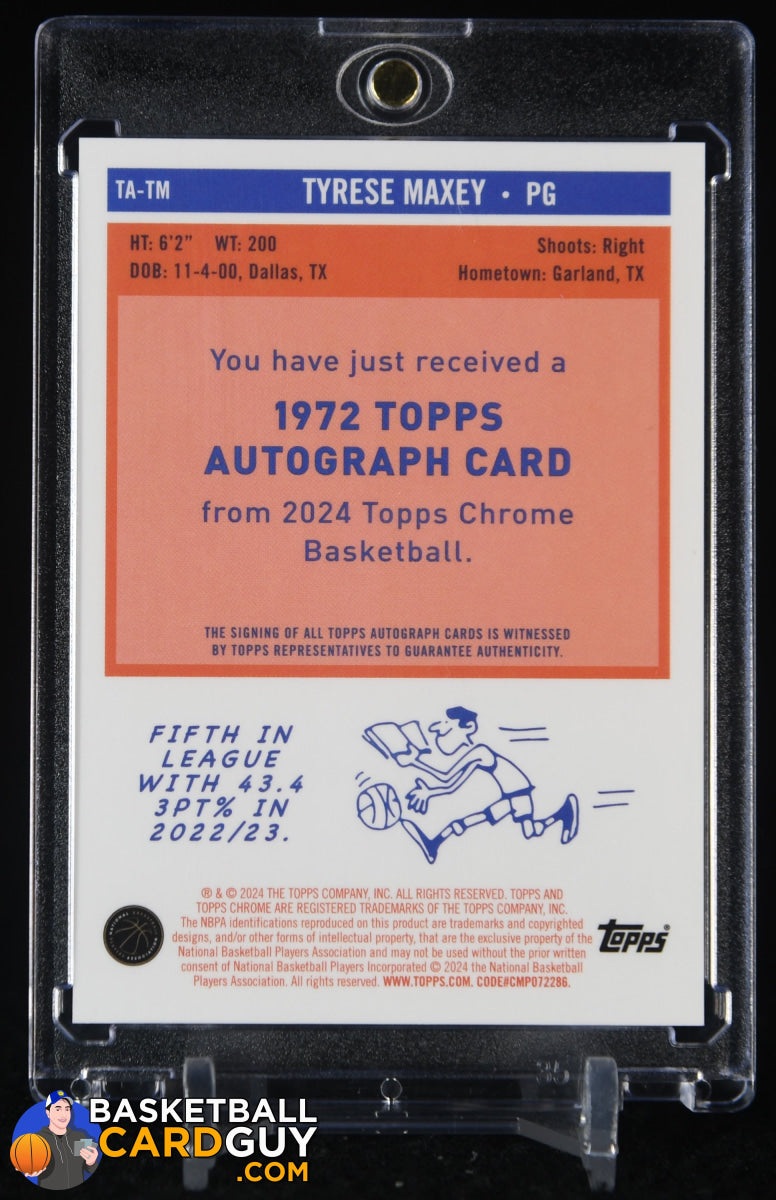 TA-TM TYRESE MAXEY • PG
HT: 6'2" WT: 200 Shoots: Right
DOB: 11-4-00, Dallas, TX Hometown: Garland, TX
You have just received a
1972 TOPPS
AUTOGRAPH CARD
from 2024 Topps Chrome
Basketball.
THE SIGNING OF ALL TOPPS AUTOGRAPH CARDS IS WITNESSED
BY TOPPS REPRESENTATIVES TO GUARANTEE AUTHENTICITY.
FIFTH IN
LEAGUE
WITH 43.4
3PT% IN
2022/23.
® & © 2024 THE TOPPS COMPANY, INC. ALL RIGHTS RESERVED. TOPPS AND
TOPPS CHROME ARE REGISTERED TRADEMARKS OF THE TOPPS COMPANY, INC.
The NBPA identifications reproduced on this product are trademarks and copyrighted
designs, and/or other forms of intellectual property, that are the exclusive property of the
National Basketball Players Association and may not be used without the prior written
consent of National Basketball Players Incorporated © 2024 the National Basketball
Players Association. All rights reserved. WWW.TOPPS.COM. CODE#CMP072286.
Topps®
BASKETBALL
CARDGUY
.COM